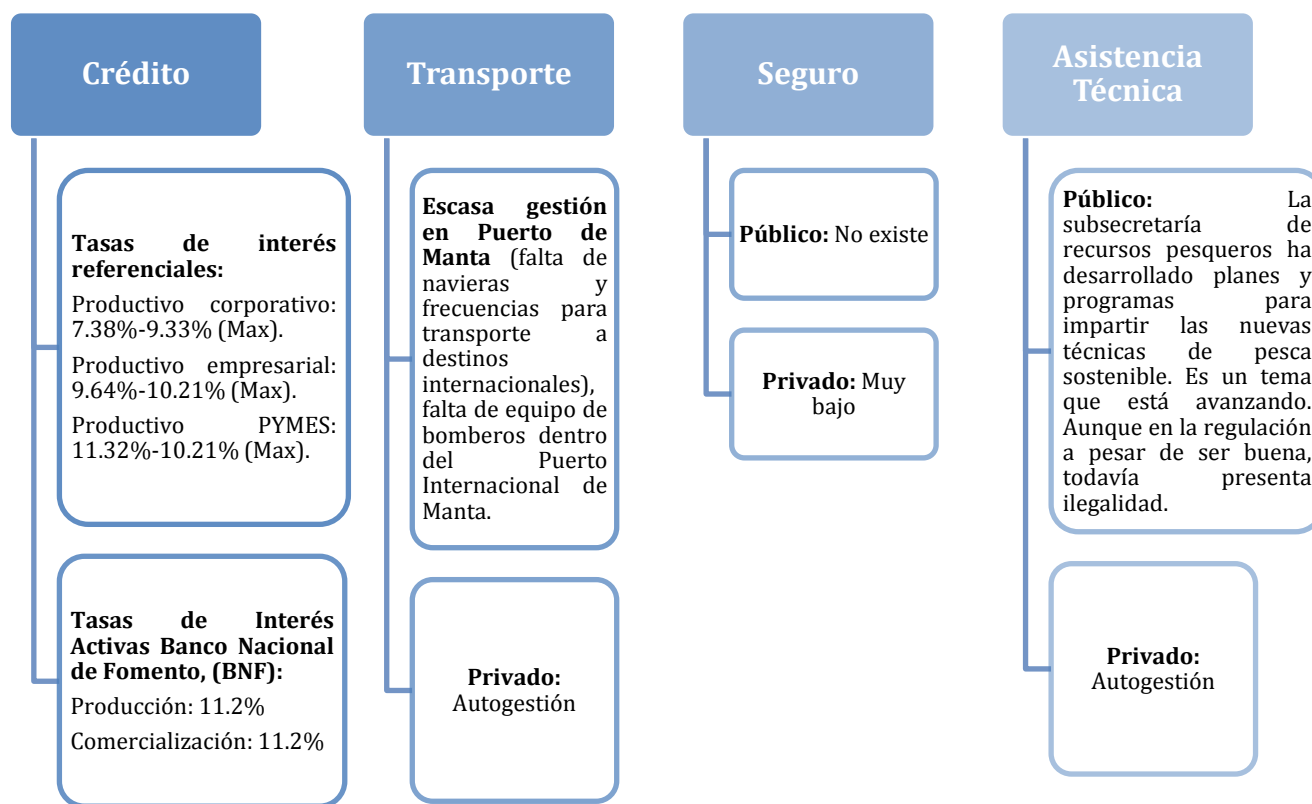 Crédito
Tasas de interés
referenciales:
Productivo corporativo:
7.38%-9.33% (Max).
Productivo empresarial:
9.64%-10.21% (Max).
Productivo PYMES:
11.32%-10.21% (Max).
Tasas de Interés
Activas Banco Nacional
de Fomento, (BNF):
Producción: 11.2%
Comercialización: 11.2%
Transporte
Escasa gestión
en Puerto de
Manta (falta de
navieras y
frecuencias para
transporte a
destinos
internacionales),
falta de equipo de
bomberos dentro
del Puerto
Internacional de
Manta.
Privado:
Autogestión
Seguro
Público: No existe
Privado: Muy
bajo
Asistencia
Técnica
Público: La
subsecretaría de
recursos pesqueros ha
desarrollado planes y
programas para
impartir las nuevas
técnicas de pesca
sostenible. Es un tema
que está avanzando.
Aunque en la regulación
a pesar de ser buena,
todavía presenta
ilegalidad.
Privado:
Autogestión